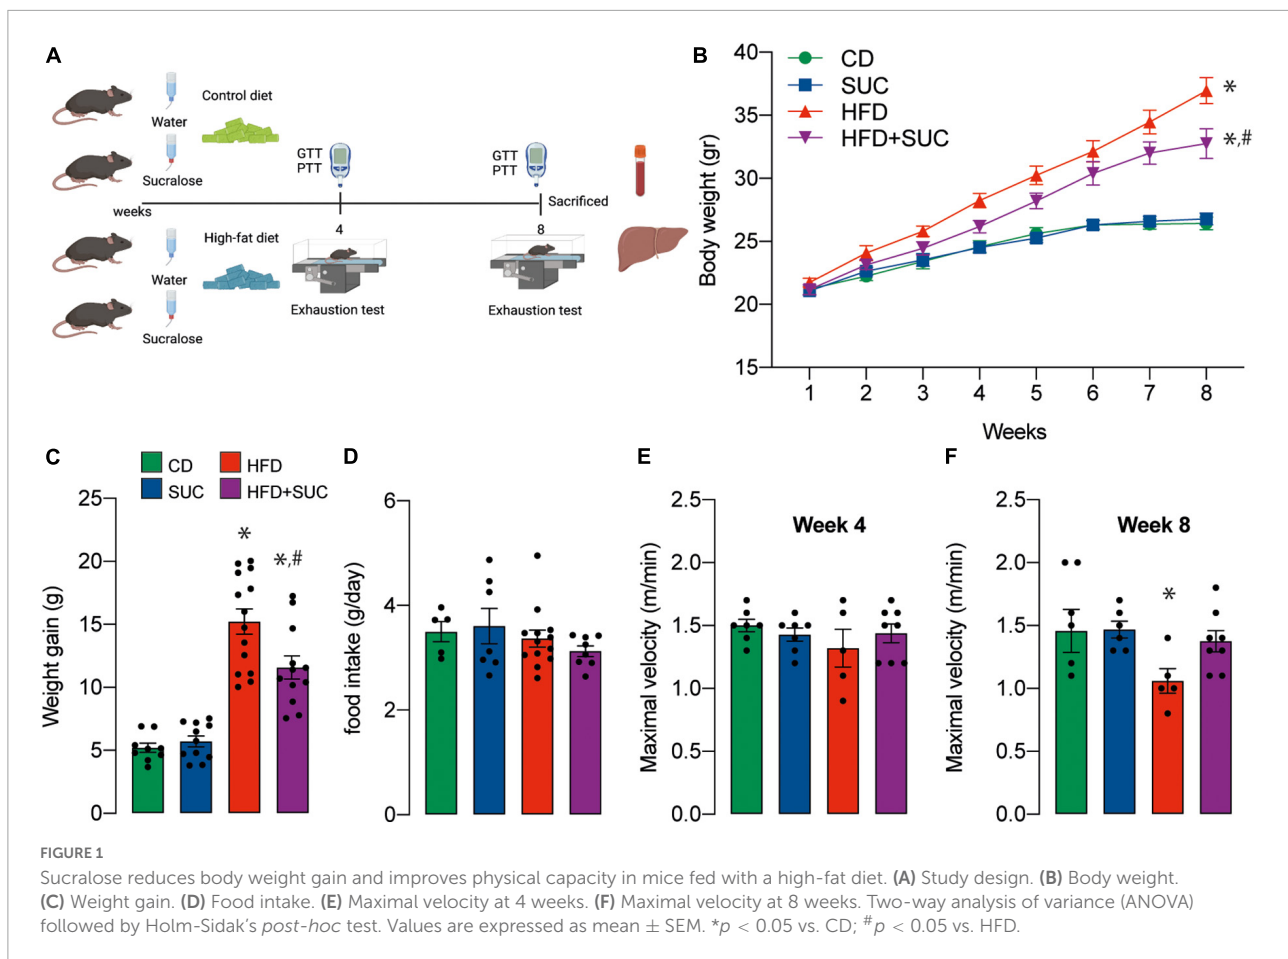 A
Water
Control diet
Sucralose
GTT
PTT
GTT
PTT
Sacrificed
weeks
4
8
High-fat diet
Water
Exhaustion test
Exhaustion test
Sucralose
B
CD
SUC
HFD
HFD+SUC
40
35
30
25
20
15
Body weight (gr)
*
*,#
1 2 3 4 5 6 7 8
Weeks
C
CD
HFD
SUC
HFD+SUC
25
20
15
10
5
0
Weight gain (g)
*
*,#
D
6
4
2
0
food intake (g/day)
E
Week 4
2.5
2.0
1.5
1.0
0.5
0.0
Maximal velocity (m/min)
F
Week 8
2.5
2.0
1.5
1.0
0.5
0.0
Maximal velocity (m/min)
*
FIGURE 1
Sucralose reduces body weight gain and improves physical capacity in mice fed with a high-fat diet. (A) Study design. (B) Body weight.
(C) Weight gain. (D) Food intake. (E) Maximal velocity at 4 weeks. (F) Maximal velocity at 8 weeks. Two-way analysis of variance (ANOVA)
followed by Holm-Sidak's post-hoc test. Values are expressed as mean ± SEM. *p < 0.05 vs. CD; #p < 0.05 vs. HFD.